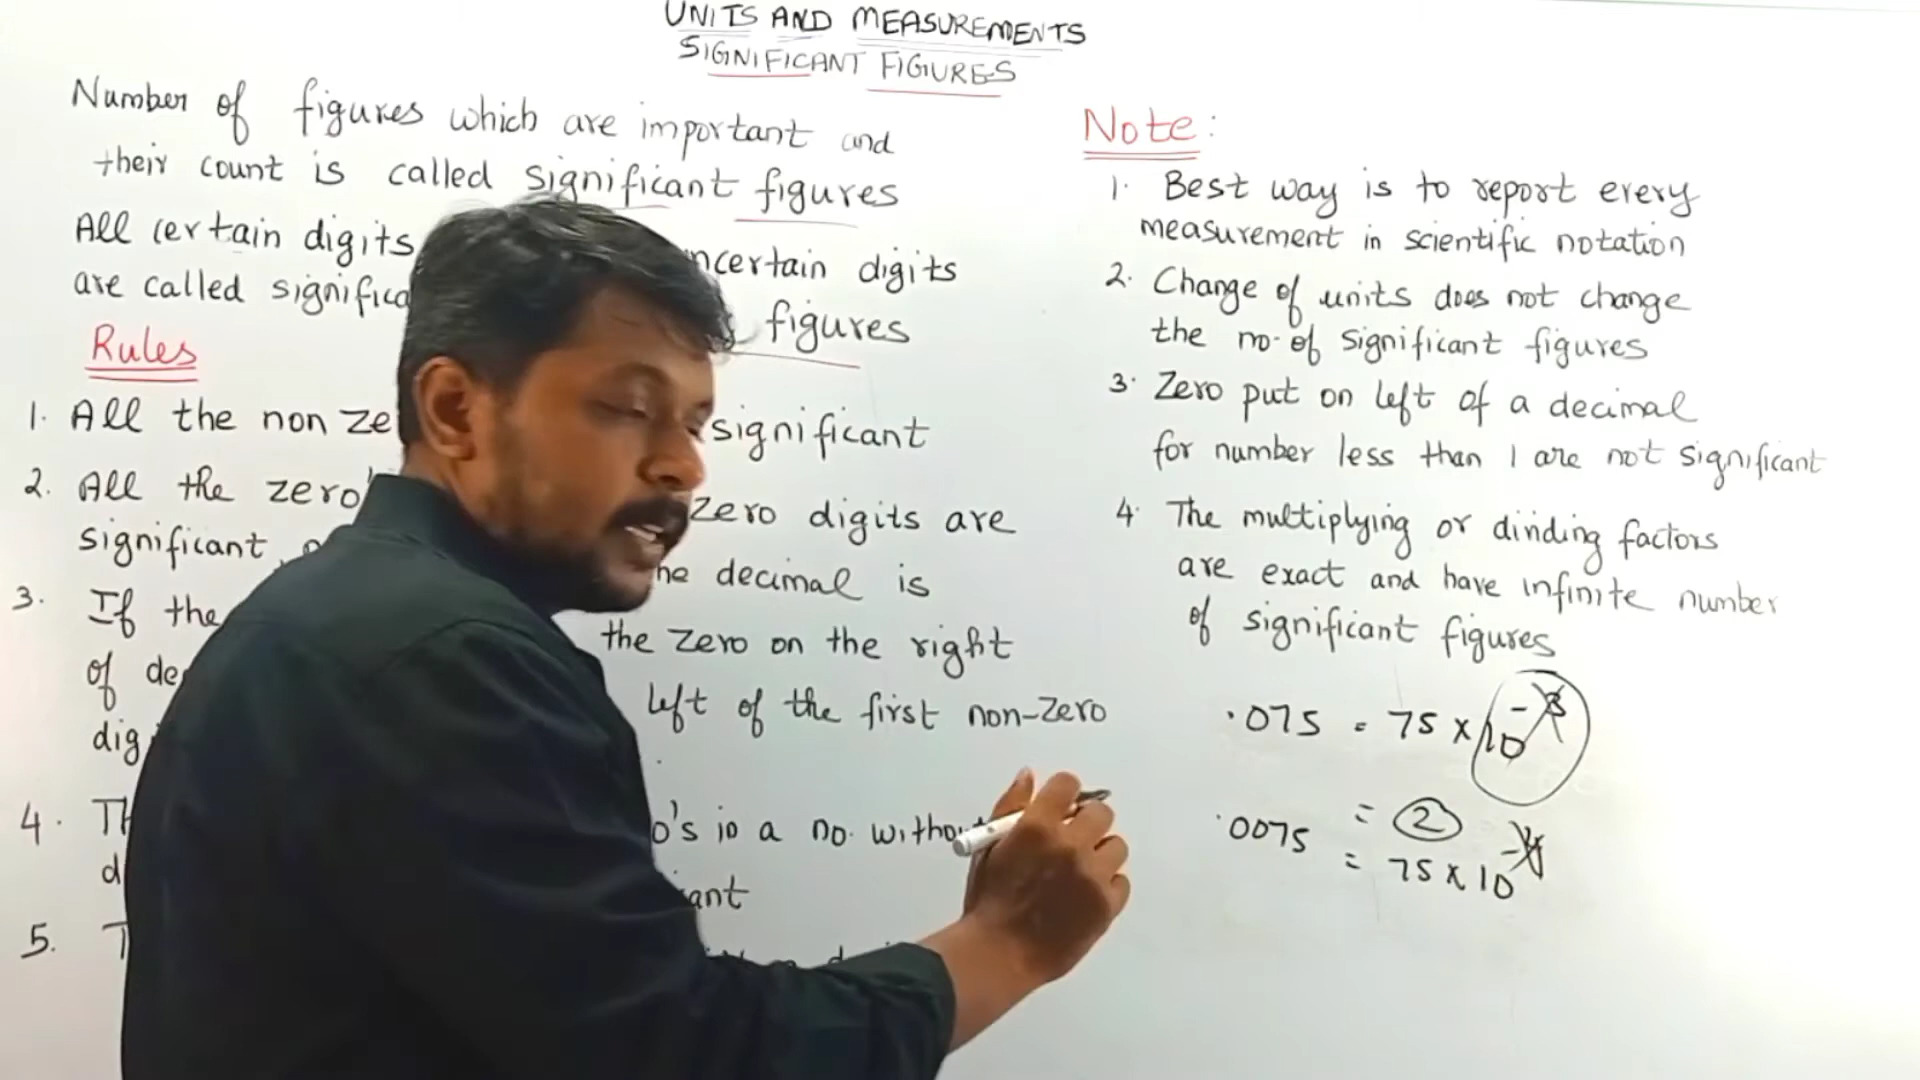 UNITS AND MEASUREMENTS
SIGNIFICANT FIGURES
Number of figures which are important and
their count is called significant figures
All certain digits ncertain digits
are called significa figures
Rules
1. All the non ze significant
2. All the zero' zero digits are
significant he decimal is
3. If the the zero on the right
of de left of the first non-zero
dig
4. Th o's in a no. without
d ant
5. T
Note:
1. Best way is to report every
measurement in scientific notation
2. Change of units does not change
the no. of significant figures
3. Zero put on left of a decimal
for number less than 1 are not significant
4. The multiplying or dinding factors
are exact and have infinite number
of significant figures
.075 = 75 x 10
= 2
.0075
= 75 x 10